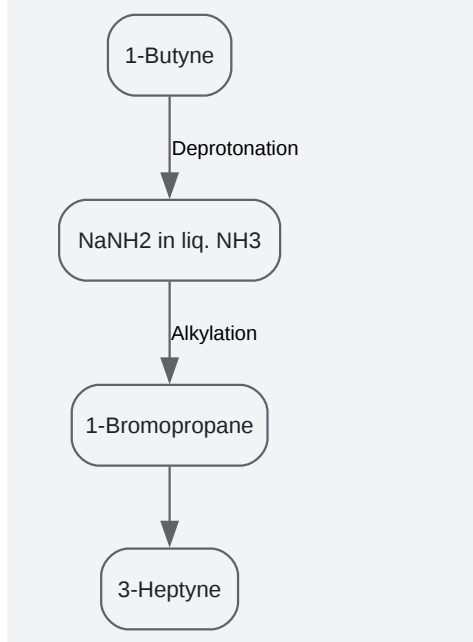 1-Butyne
Deprotonation
NaNH2 in liq. NH3
Alkylation
1-Bromopropane
3-Heptyne